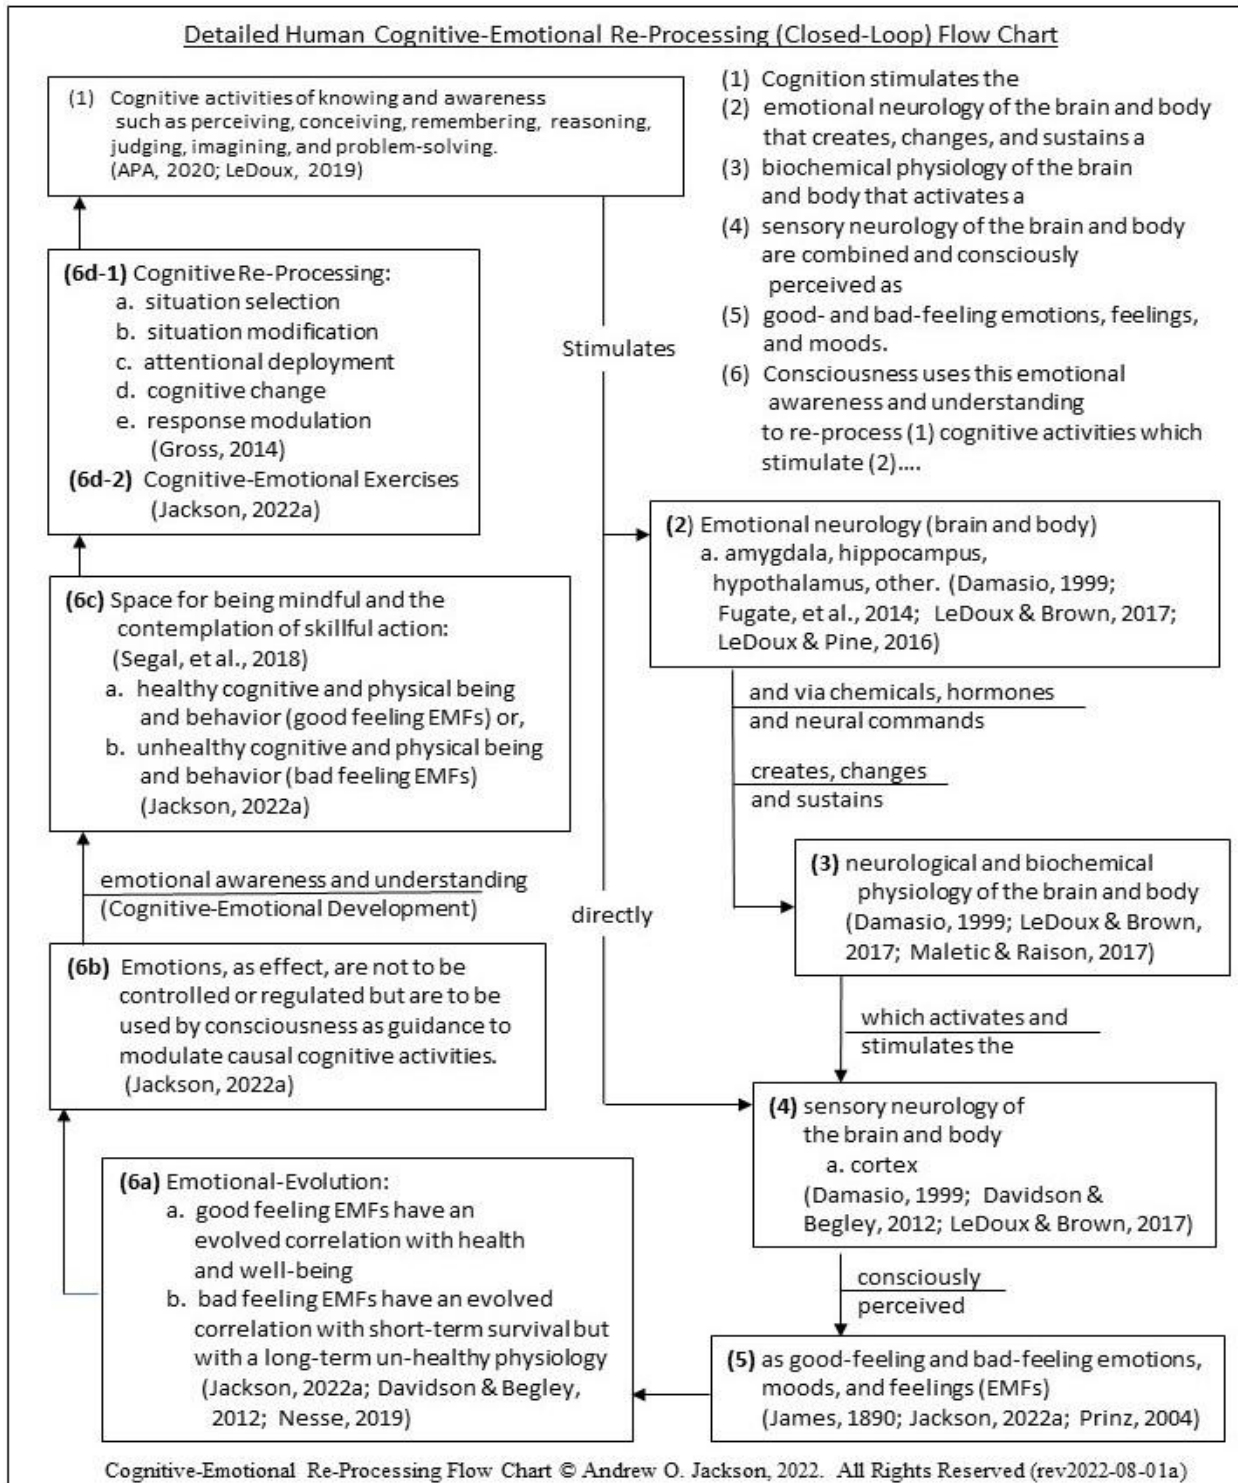 Detailed Human Cognitive-Emotional Re-Processing (Closed-Loop) Flow Chart
(1) Cognitive activities of knowing and awareness
such as perceiving, conceiving, remembering, reasoning,
judging, imagining, and problem-solving.
(APA, 2020; LeDoux, 2019)
(1) Cognition stimulates the
(2) emotional neurology of the brain and body
that creates, changes, and sustains a
(3) biochemical physiology of the brain
and body that activates a
(4) sensory neurology of the brain and body
are combined and consciously
perceived as
(5) good- and bad-feeling emotions, feelings,
and moods.
(6) Consciousness uses this emotional
awareness and understanding
to re-process (1) cognitive activities which
stimulate (2)....
Stimulates
directly
(2) Emotional neurology (brain and body)
a. amygdala, hippocampus,
hypothalamus, other. (Damasio, 1999;
Fugate, et al., 2014; LeDoux & Brown, 2017;
LeDoux & Pine, 2016)
and via chemicals, hormones
and neural commands
creates, changes
and sustains
(3) neurological and biochemical
physiology of the brain and body
(Damasio, 1999; LeDoux & Brown,
2017; Maletic & Raison, 2017)
which activates and
stimulates the
(4) sensory neurology of
the brain and body
a. cortex
(Damasio, 1999; Davidson &
Begley, 2012; LeDoux & Brown, 2017)
consciously
perceived
(5) as good-feeling and bad-feeling emotions,
moods, and feelings (EMFs)
(James, 1890; Jackson, 2022a; Prinz, 2004)
(6a) Emotional-Evolution:
a. good feeling EMFs have an
evolved correlation with health
and well-being
b. bad feeling EMFs have an evolved
correlation with short-term survival but
with a long-term un-healthy physiology
(Jackson, 2022a; Davidson & Begley,
2012; Nesse, 2019)
(6b) Emotions, as effect, are not to be
controlled or regulated but are to be
used by consciousness as guidance to
modulate causal cognitive activities.
(Jackson, 2022a)
emotional awareness and understanding
(Cognitive-Emotional Development)
(6c) Space for being mindful and the
contemplation of skillful action:
(Segal, et al., 2018)
a. healthy cognitive and physical being
and behavior (good feeling EMFs) or,
b. unhealthy cognitive and physical being
and behavior (bad feeling EMFs)
(Jackson, 2022a)
(6d-1) Cognitive Re-Processing:
a. situation selection
b. situation modification
c. attentional deployment
d. cognitive change
e. response modulation
(Gross, 2014)
(6d-2) Cognitive-Emotional Exercises
(Jackson, 2022a)
Cognitive-Emotional Re-Processing Flow Chart © Andrew O. Jackson, 2022. All Rights Reserved (rev2022-08-01a)